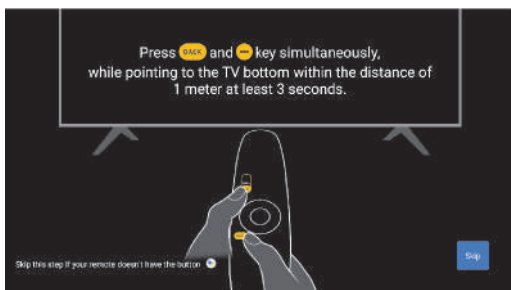 Press BACK and − key simultaneously,
while pointing to the TV bottom within the distance of
1 meter at least 3 seconds.
Skip this step if your remote doesn't have the button
Skip